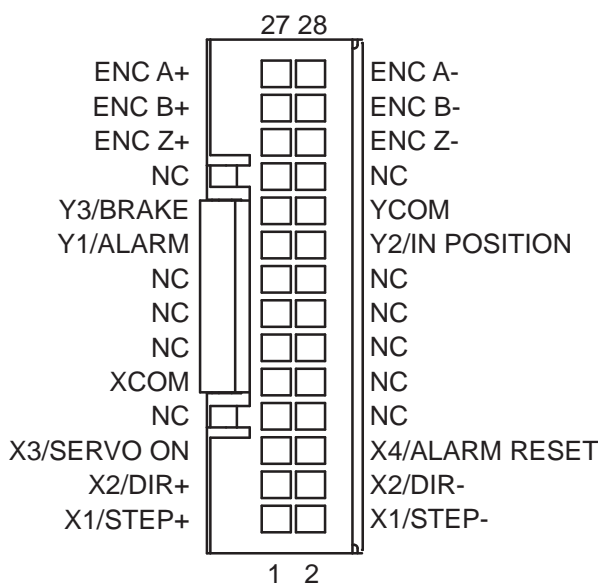 27 28
ENC A+ ENC A-
ENC B+ ENC B-
ENC Z+ ENC Z-
NC NC
Y3/BRAKE YCOM
Y1/ALARM Y2/IN POSITION
NC NC
NC NC
NC NC
XCOM NC
NC NC
X3/SERVO ON X4/ALARM RESET
X2/DIR+ X2/DIR-
X1/STEP+ X1/STEP-
1 2